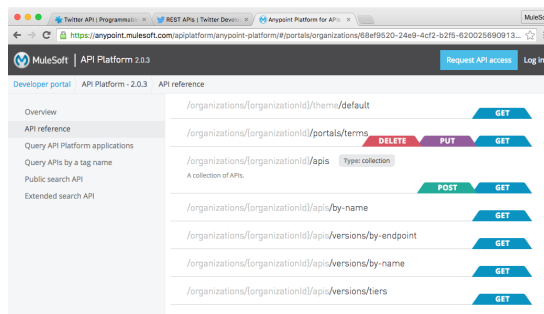 Twitter API | Programmable
REST APIs | Twitter Develo
Anypoint Platform for APIs
MuleSo
https://anypoint.mulesoft.com/apiplatform/anypoint-platform/#/portals/organizations/68ef9520-24e9-4cf2-b2f5-620025690913...
MuleSoft | API Platform 2.0.3
Request API access
Log in
Developer portal
API Platform - 2.0.3
API reference
Overview
API reference
Query API Platform applications
Query APIs by a tag name
Public search API
Extended search API
/organizations/{organizationId}/theme/default
GET
/organizations/{organizationId}/portals/terms
DELETE PUT GET
/organizations/{organizationId}/apis Type: collection
A collection of APIs.
POST GET
/organizations/{organizationId}/apis/by-name
GET
/organizations/{organizationId}/apis/versions/by-endpoint
GET
/organizations/{organizationId}/apis/versions/by-name
GET
/organizations/{organizationId}/apis/versions/tiers
GET